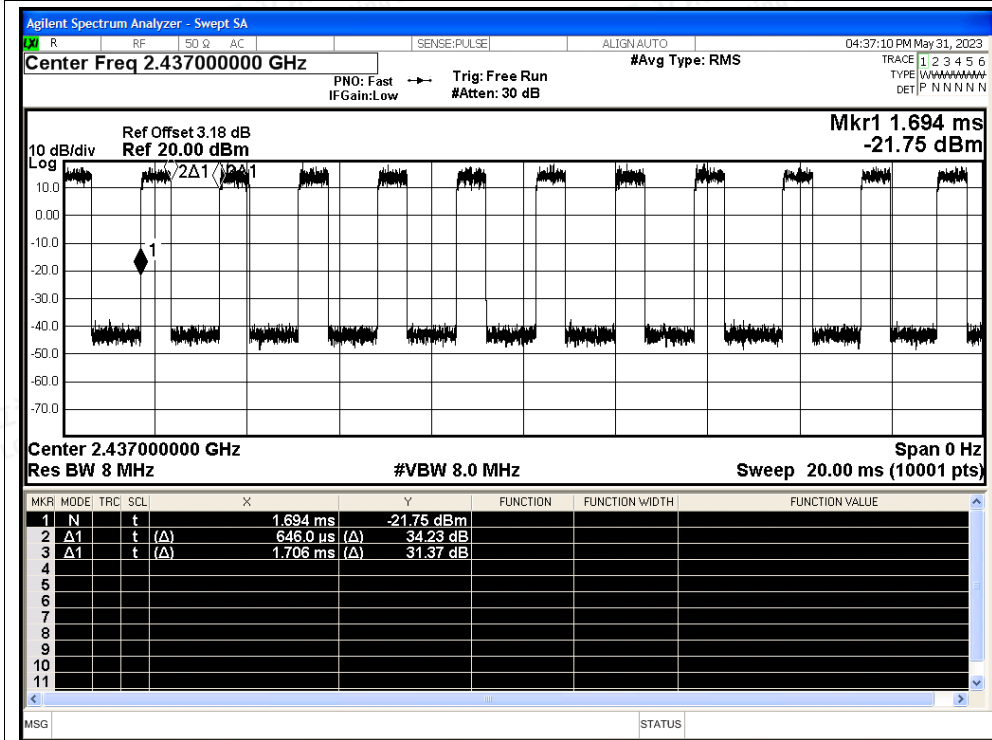 Agilent Spectrum Analyzer - Swept SA
LXI R RF 50 Ω AC SENSE:PULSE ALIGN AUTO 04:37:10 PM May 31, 2023
Center Freq 2.437000000 GHz #Avg Type: RMS TRACE 1 2 3 4 5 6
PNO: Fast Trig: Free Run TYPE
IFGain:Low #Atten: 30 dB DET P N N N N N
Mkr1 1.694 ms
-21.75 dBm
Ref Offset 3.18 dB
10 dB/div Ref 20.00 dBm
Log
2Δ1
10.0
0.00
-10.0
1
-20.0
-30.0
-40.0
-50.0
-60.0
-70.0
Center 2.437000000 GHz Span 0 Hz
Res BW 8 MHz #VBW 8.0 MHz Sweep 20.00 ms (10001 pts)
MKR MODE TRC SCL X Y FUNCTION FUNCTION WIDTH FUNCTION VALUE
1 N t 1.694 ms -21.75 dBm
2 Δ1 t (Δ) 646.0 µs (Δ) 34.23 dB
3 Δ1 t (Δ) 1.706 ms (Δ) 31.37 dB
4
5
6
7
8
9
10
11
MSG STATUS